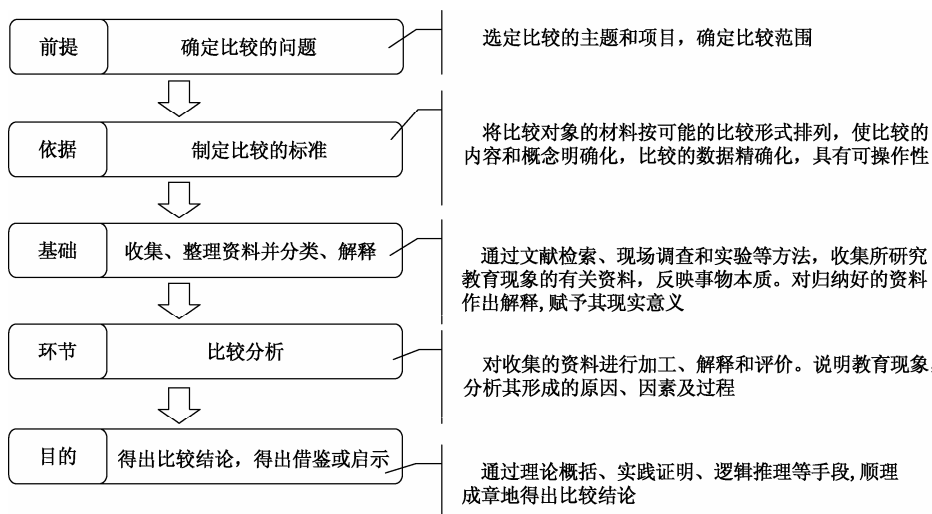 前提 确定比较的问题
选定比较的主题和项目，确定比较范围
依据 制定比较的标准
将比较对象的材料按可能的比较形式排列，使比较的
内容和概念明确化，比较的数据精确化，具有可操作性
基础 收集、整理资料并分类、解释
通过文献检索、现场调查和实验等方法，收集所研究
教育现象的有关资料，反映事物本质。对归纳好的资料
作出解释,赋予其现实意义
环节 比较分析
对收集的资料进行加工、解释和评价。说明教育现象，
分析其形成的原因、因素及过程
目的 得出比较结论，得出借鉴或启示
通过理论概括、实践证明、逻辑推理等手段,顺理
成章地得出比较结论